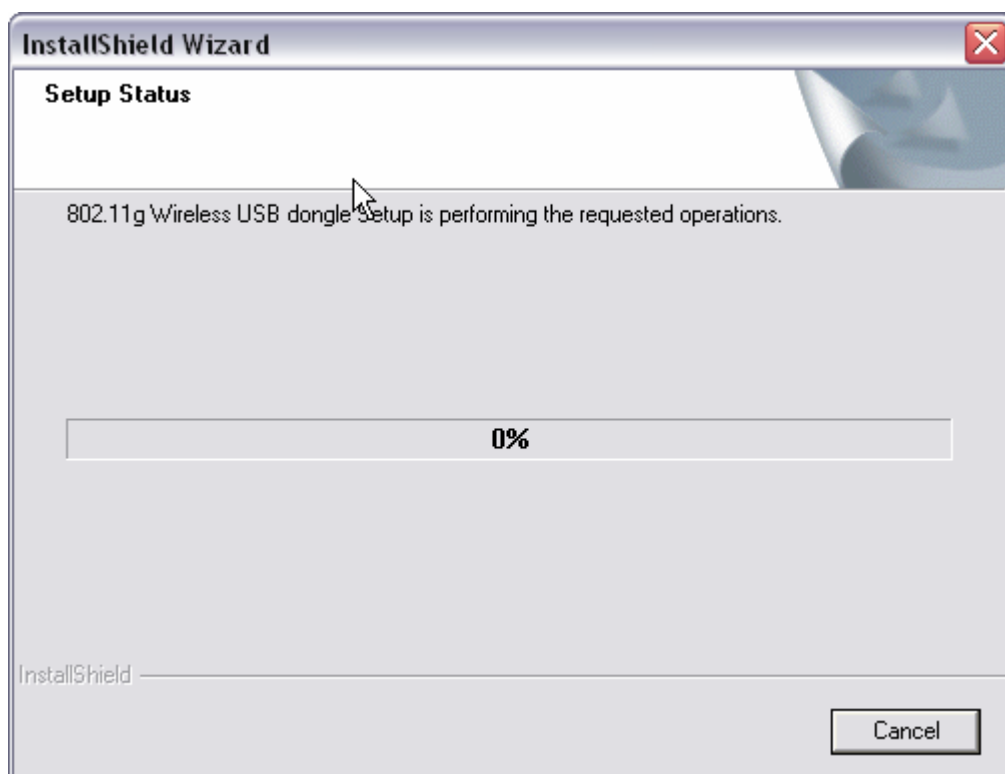 InstallShield Wizard
Setup Status
802.11g Wireless USB dongle Setup is performing the requested operations.
0%
InstallShield
Cancel